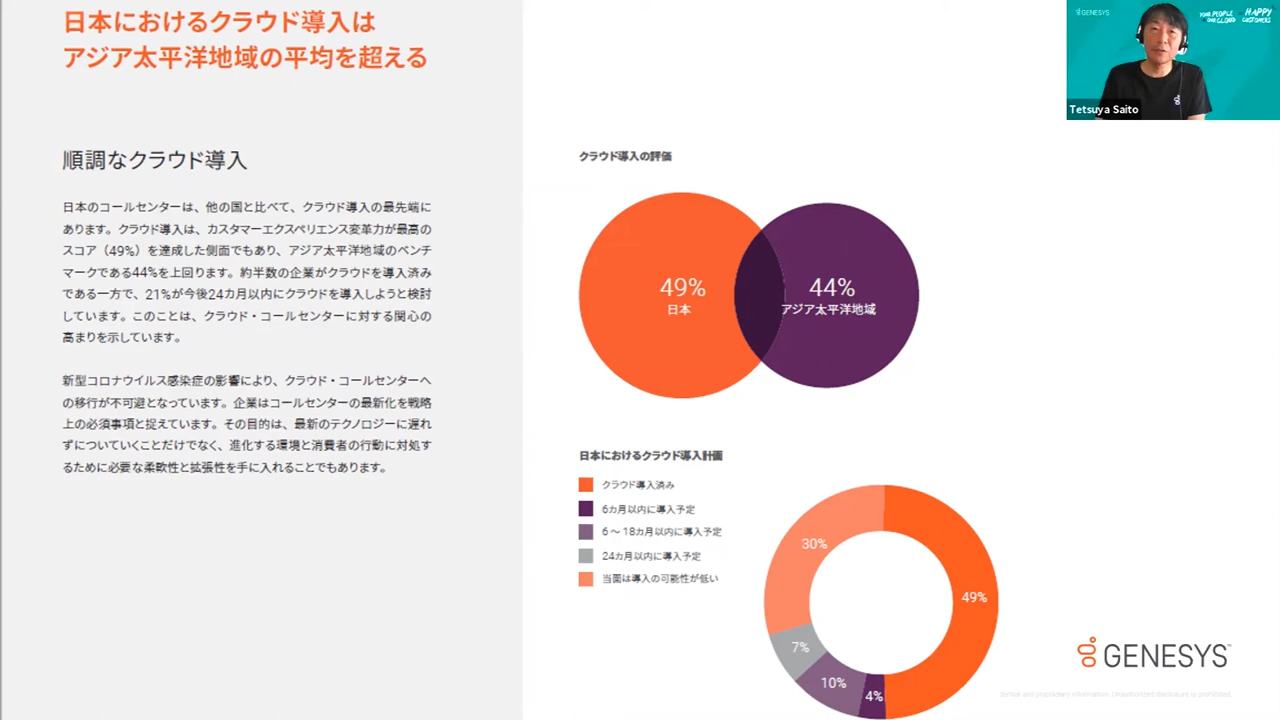 日本におけるクラウド導入は
アジア太平洋地域の平均を超える
順調なクラウド導入
日本のコールセンターは、他の国と比べて、クラウド導入の最先端に
あります。クラウド導入は、カスタマーエクスペリエンス変革力が最高の
スコア（49%）を達成した側面でもあり、アジア太平洋地域のベンチ
マークである44%を上回ります。約半数の企業がクラウドを導入済み
である一方で、21%が今後24カ月以内にクラウドを導入しようと検討
しています。このことは、クラウド・コールセンターに対する関心の
高まりを示しています。
新型コロナウイルス感染症の影響により、クラウド・コールセンターへ
の移行が不可避となっています。企業はコールセンターの最新化を戦略
上の必須事項と捉えています。その目的は、最新のテクノロジーに遅れ
ずについていくことだけでなく、進化する環境と消費者の行動に対処す
るために必要な柔軟性と拡張性を手に入れることでもあります。
GENESYS
YOUR PEOPLE
OUR CLOUD
HAPPY
CUSTOMERS
Tetsuya Saito
クラウド導入の評価
49%
日本
44%
アジア太平洋地域
日本におけるクラウド導入計画
クラウド導入済み
6カ月以内に導入予定
6 〜 18カ月以内に導入予定
24カ月以内に導入予定
当面は導入の可能性が低い
30%
49%
7%
10%
4%
GENESYS™
and proprietary information. Unauthorized disclosure is prohibited.